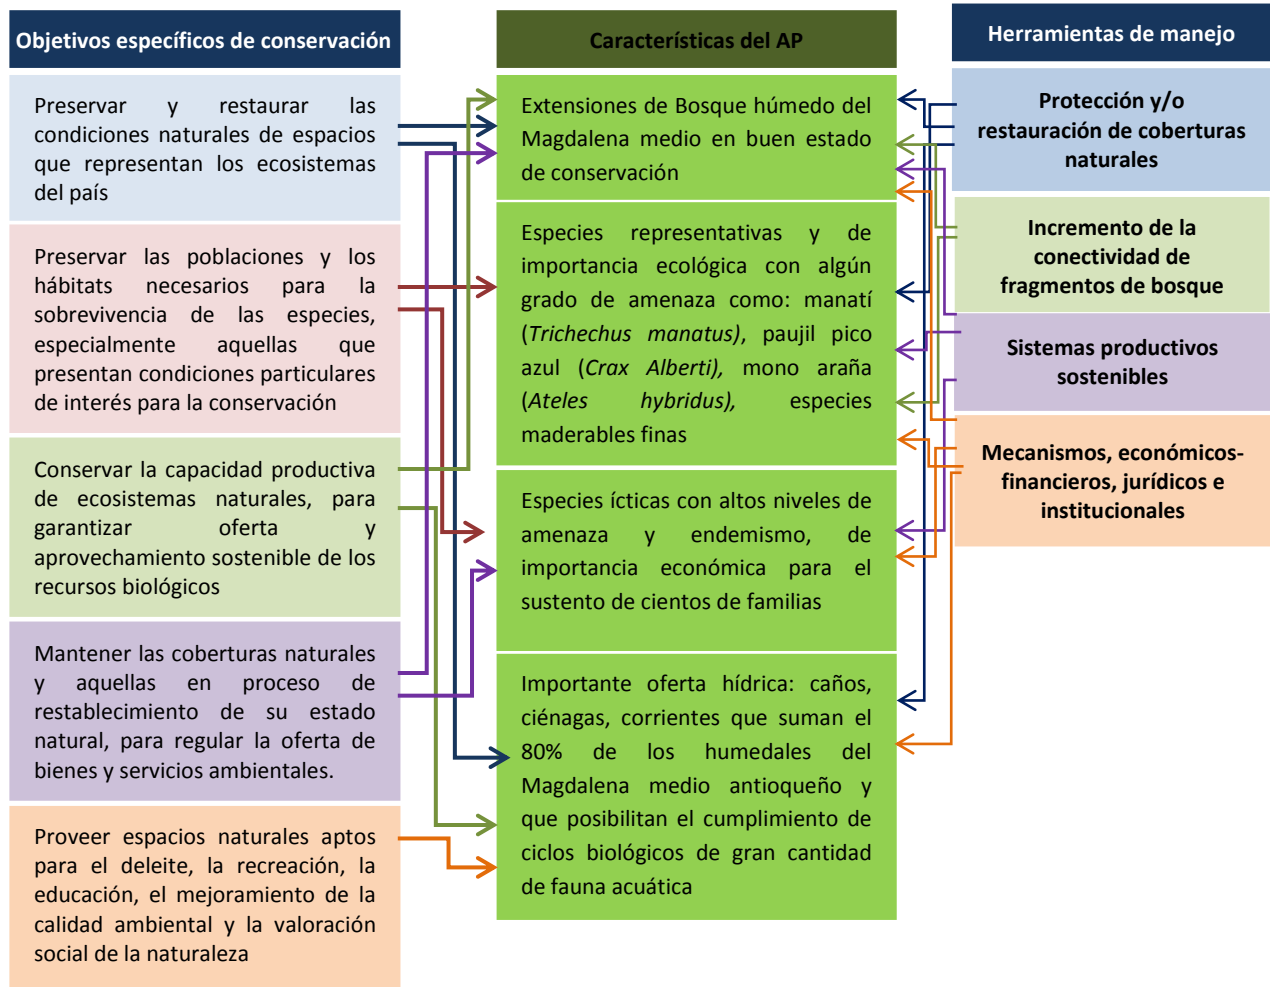 Objetivos específicos de conservación
Preservar y restaurar las
condiciones naturales de espacios
que representan los ecosistemas
del país
Preservar las poblaciones y los
hábitats necesarios para la
sobrevivencia de las especies,
especialmente aquellas que
presentan condiciones particulares
de interés para la conservación
Conservar la capacidad productiva
de ecosistemas naturales, para
garantizar oferta y
aprovechamiento sostenible de los
recursos biológicos
Mantener las coberturas naturales
y aquellas en proceso de
restablecimiento de su estado
natural, para regular la oferta de
bienes y servicios ambientales.
Proveer espacios naturales aptos
para el deleite, la recreación, la
educación, el mejoramiento de la
calidad ambiental y la valoración
social de la naturaleza
Características del AP
Extensiones de Bosque húmedo del
Magdalena medio en buen estado
de conservación
Especies representativas y de
importancia ecológica con algún
grado de amenaza como: manatí
(Trichechus manatus), paujil pico
azul (Crax Alberti), mono araña
(Ateles hybridus), especies
maderables finas
Especies ícticas con altos niveles de
amenaza y endemismo, de
importancia económica para el
sustento de cientos de familias
Importante oferta hídrica: caños,
ciénagas, corrientes que suman el
80% de los humedales del
Magdalena medio antioqueño y
que posibilitan el cumplimiento de
ciclos biológicos de gran cantidad
de fauna acuática
Herramientas de manejo
Protección y/o
restauración de coberturas
naturales
Incremento de la
conectividad de
fragmentos de bosque
Sistemas productivos
sostenibles
Mecanismos, económicos-
financieros, jurídicos e
institucionales